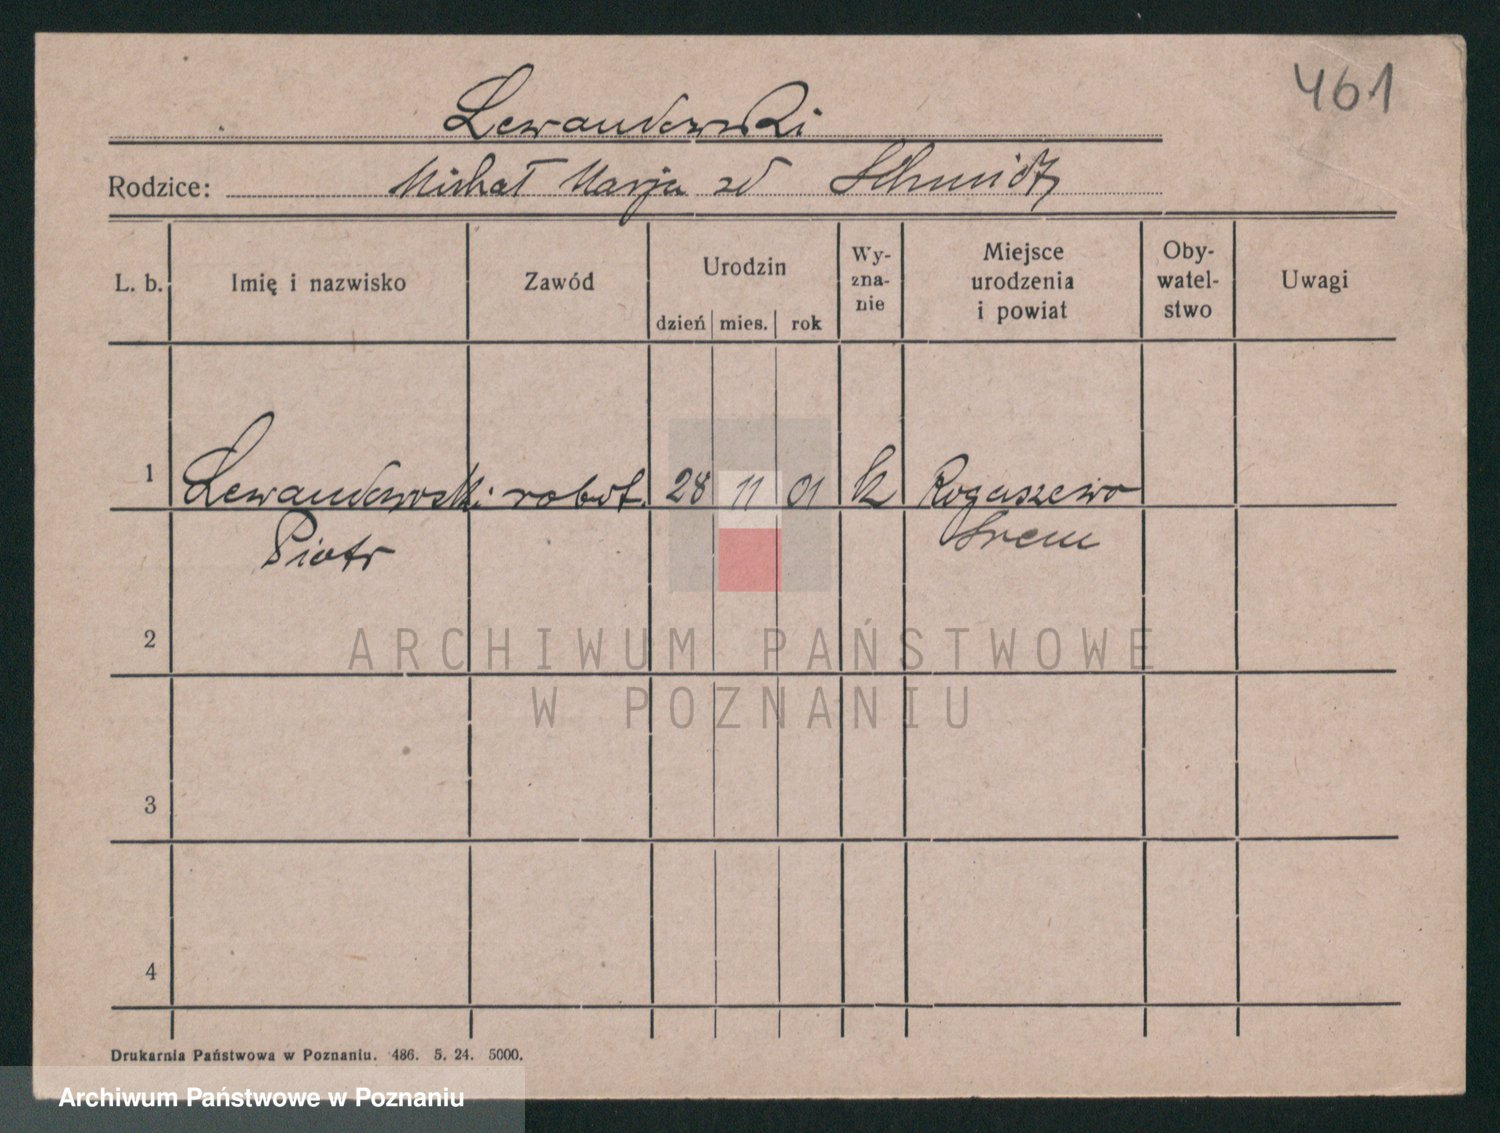 461
Lewandowski
Rodzice: Michał Marja zd Schmidt
L. b. Imię i nazwisko Zawód Urodzin dzień mies. rok Wy-zna-nie Miejsce urodzenia i powiat Oby-watel-stwo Uwagi
1 Lewandowski robot. 28 11 01 k Rogaszewo
Piotr Śrem
2
ARCHIWUM PAŃSTWOWE
W POZNANIU
3
4
Drukarnia Państwowa w Poznaniu. 486. 5. 24. 5000.
Archiwum Państwowe w Poznaniu